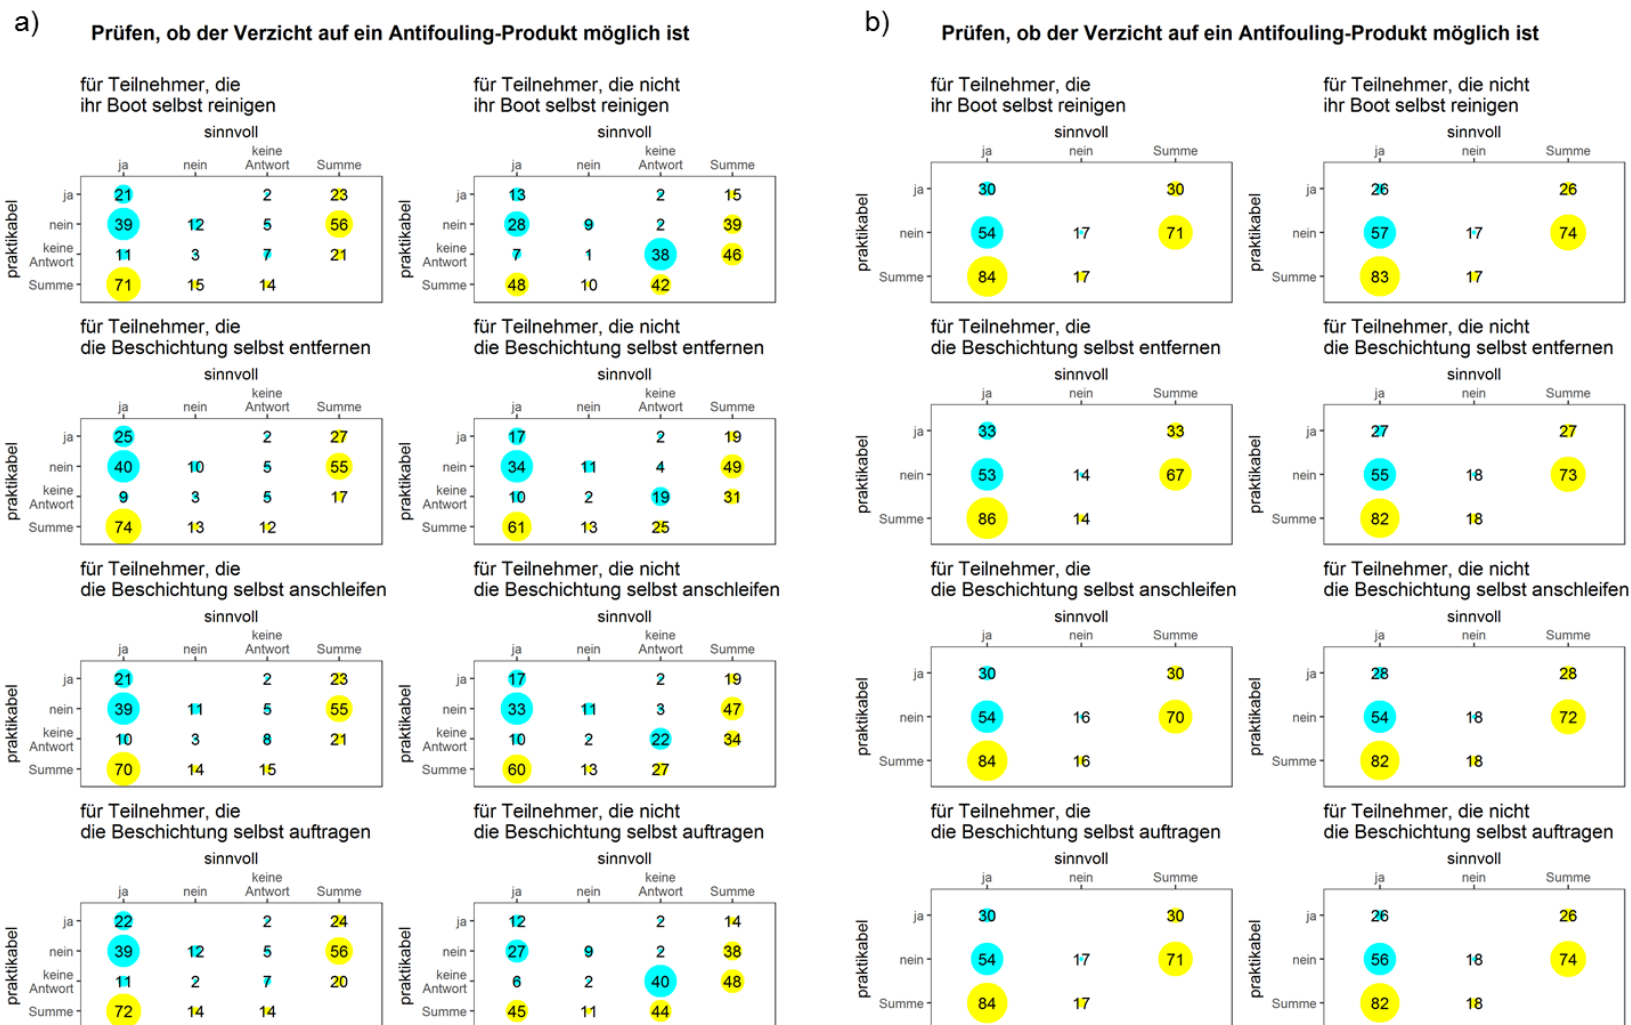 a)
Prüfen, ob der Verzicht auf ein Antifouling-Produkt möglich ist
für Teilnehmer, die
ihr Boot selbst reinigen
sinnvoll
ja nein keine Antwort Summe
praktikabel
ja 21 2 23
nein 39 12 5 56
keine Antwort 11 3 7 21
Summe 71 15 14
für Teilnehmer, die nicht
ihr Boot selbst reinigen
sinnvoll
ja nein keine Antwort Summe
praktikabel
ja 13 2 15
nein 28 9 2 39
keine Antwort 7 1 38 46
Summe 48 10 42
für Teilnehmer, die
die Beschichtung selbst entfernen
sinnvoll
ja nein keine Antwort Summe
praktikabel
ja 25 2 27
nein 40 10 5 55
keine Antwort 9 3 5 17
Summe 74 13 12
für Teilnehmer, die nicht
die Beschichtung selbst entfernen
sinnvoll
ja nein keine Antwort Summe
praktikabel
ja 17 2 19
nein 34 11 4 49
keine Antwort 10 2 19 31
Summe 61 13 25
für Teilnehmer, die
die Beschichtung selbst anschleifen
sinnvoll
ja nein keine Antwort Summe
praktikabel
ja 21 2 23
nein 39 11 5 55
keine Antwort 10 3 8 21
Summe 70 14 15
für Teilnehmer, die nicht
die Beschichtung selbst anschleifen
sinnvoll
ja nein keine Antwort Summe
praktikabel
ja 17 2 19
nein 33 11 3 47
keine Antwort 10 2 22 34
Summe 60 13 27
für Teilnehmer, die
die Beschichtung selbst auftragen
sinnvoll
ja nein keine Antwort Summe
praktikabel
ja 22 2 24
nein 39 12 5 56
keine Antwort 11 2 7 20
Summe 72 14 14
für Teilnehmer, die nicht
die Beschichtung selbst auftragen
sinnvoll
ja nein keine Antwort Summe
praktikabel
ja 12 2 14
nein 27 9 2 38
keine Antwort 6 2 40 48
Summe 45 11 44
b)
Prüfen, ob der Verzicht auf ein Antifouling-Produkt möglich ist
für Teilnehmer, die
ihr Boot selbst reinigen
sinnvoll
ja nein Summe
praktikabel
ja 30 30
nein 54 17 71
Summe 84 17
für Teilnehmer, die nicht
ihr Boot selbst reinigen
sinnvoll
ja nein Summe
praktikabel
ja 26 26
nein 57 17 74
Summe 83 17
für Teilnehmer, die
die Beschichtung selbst entfernen
sinnvoll
ja nein Summe
praktikabel
ja 33 33
nein 53 14 67
Summe 86 14
für Teilnehmer, die nicht
die Beschichtung selbst entfernen
sinnvoll
ja nein Summe
praktikabel
ja 27 27
nein 55 18 73
Summe 82 18
für Teilnehmer, die
die Beschichtung selbst anschleifen
sinnvoll
ja nein Summe
praktikabel
ja 30 30
nein 54 16 70
Summe 84 16
für Teilnehmer, die nicht
die Beschichtung selbst anschleifen
sinnvoll
ja nein Summe
praktikabel
ja 28 28
nein 54 18 72
Summe 82 18
für Teilnehmer, die
die Beschichtung selbst auftragen
sinnvoll
ja nein Summe
praktikabel
ja 30 30
nein 54 17 71
Summe 84 17
für Teilnehmer, die nicht
die Beschichtung selbst auftragen
sinnvoll
ja nein Summe
praktikabel
ja 26 26
nein 56 18 74
Summe 82 18